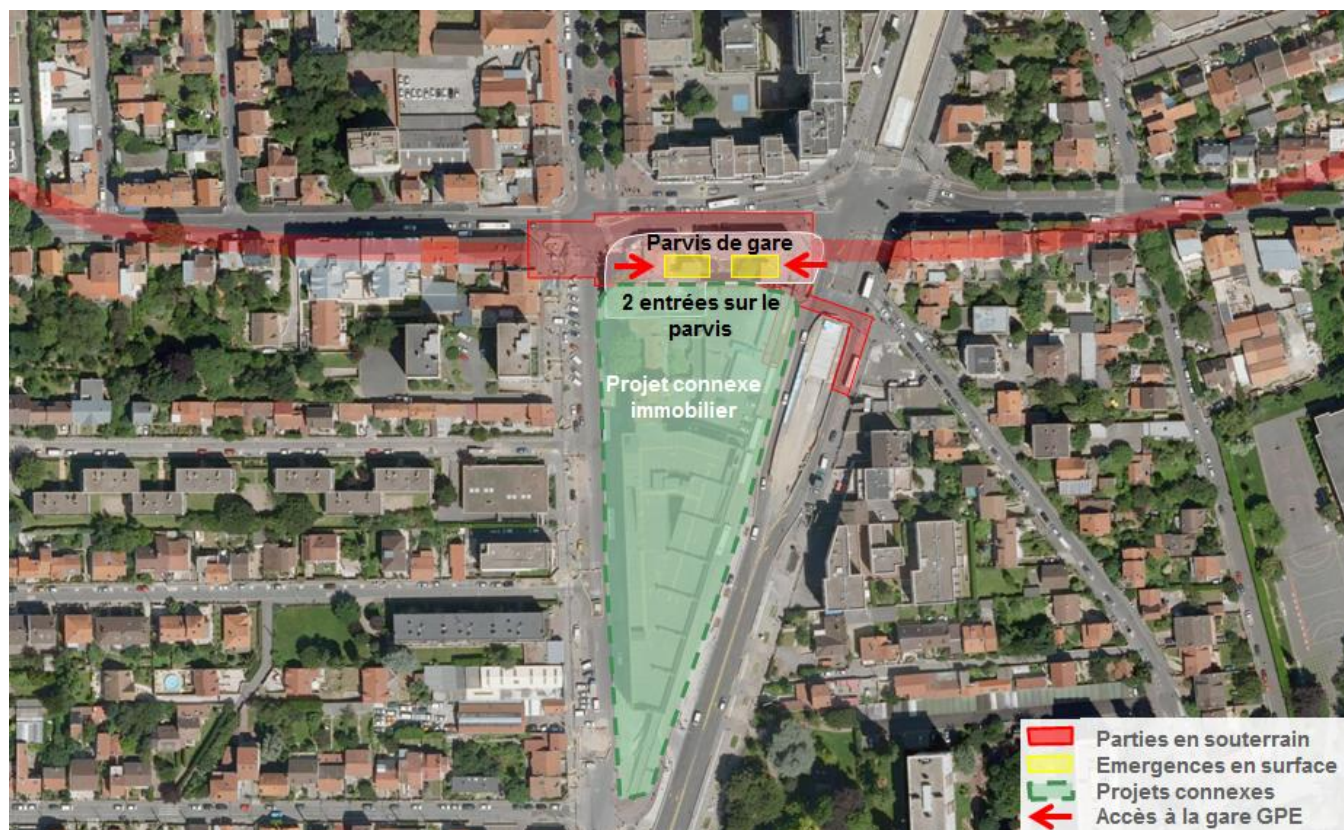 Parvis de gare
2 entrées sur le
parvis
Projet connexe
immobilier
Parties en souterrain
Emergences en surface
Projets connexes
Accès à la gare GPE